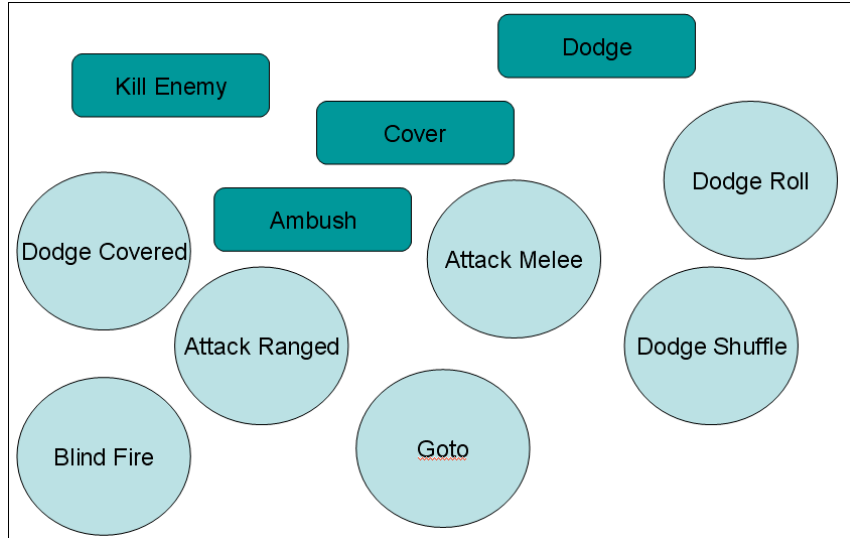 Dodge
Kill Enemy
Cover
Dodge Roll
Ambush
Dodge Covered
Attack Melee
Attack Ranged
Dodge Shuffle
Blind Fire
Goto